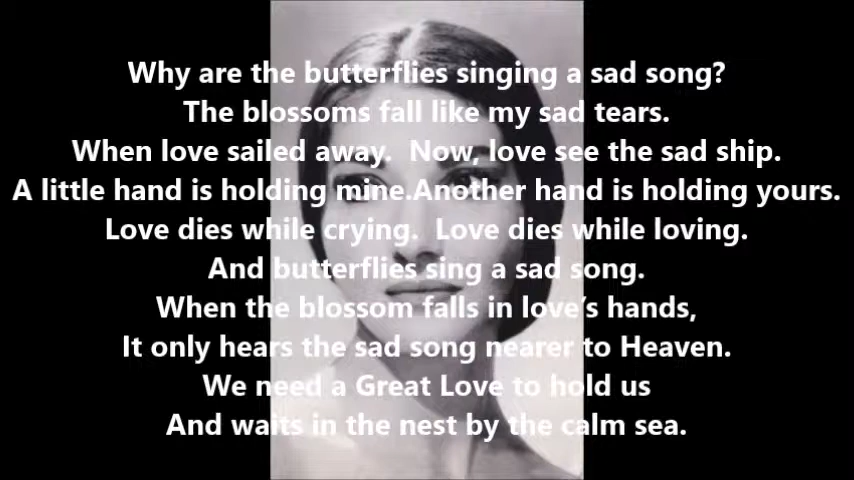 Why are the butterflies singing a sad song?
The blossoms fall like my sad tears.
When love sailed away.  Now, love see the sad ship.
A little hand is holding mine.Another hand is holding yours.
Love dies while crying.  Love dies while loving.
And butterflies sing a sad song.
When the blossom falls in love's hands,
It only hears the sad song nearer to Heaven.
We need a Great Love to hold us
And waits in the nest by the calm sea.